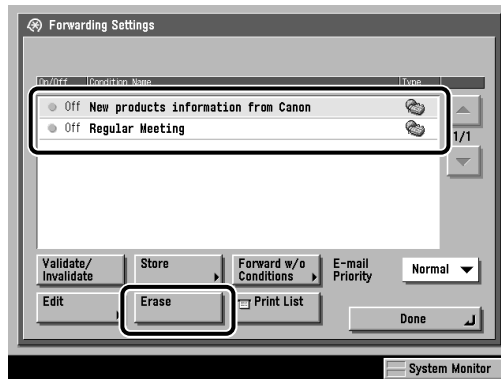 Forwarding Settings
On/Off Condition Name Type
Off New products information from Canon
Off Regular Meeting
1/1
Validate/
Invalidate
Store
Forward w/o
Conditions
E-mail
Priority
Normal
Edit
Erase
Print List
Done
System Monitor